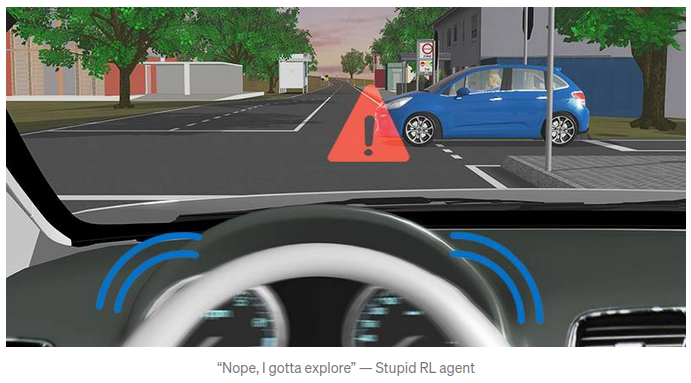 “Nope, I gotta explore” — Stupid RL agent